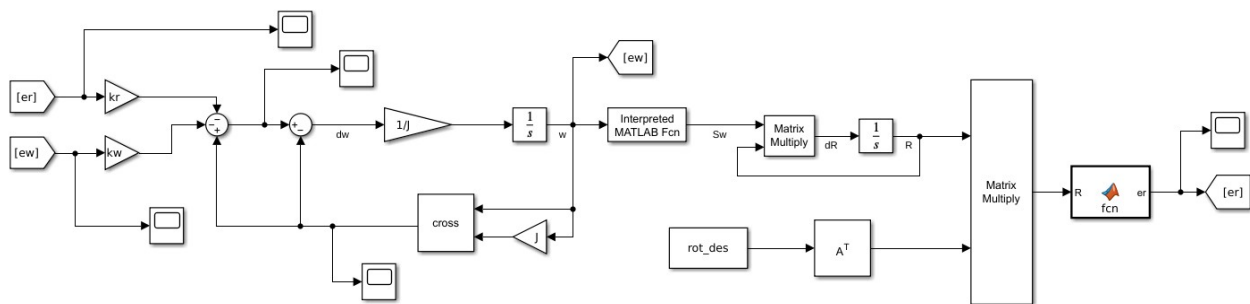 [er]
kr
[ew]
kw
−
−
+
+
−
dw
1/J
1
s
w
[ew]
Interpreted
MATLAB Fcn
Sw
Matrix
Multiply
dR
1
s
R
cross
J
rot_des
Aᵀ
Matrix
Multiply
R
er
fcn
[er]